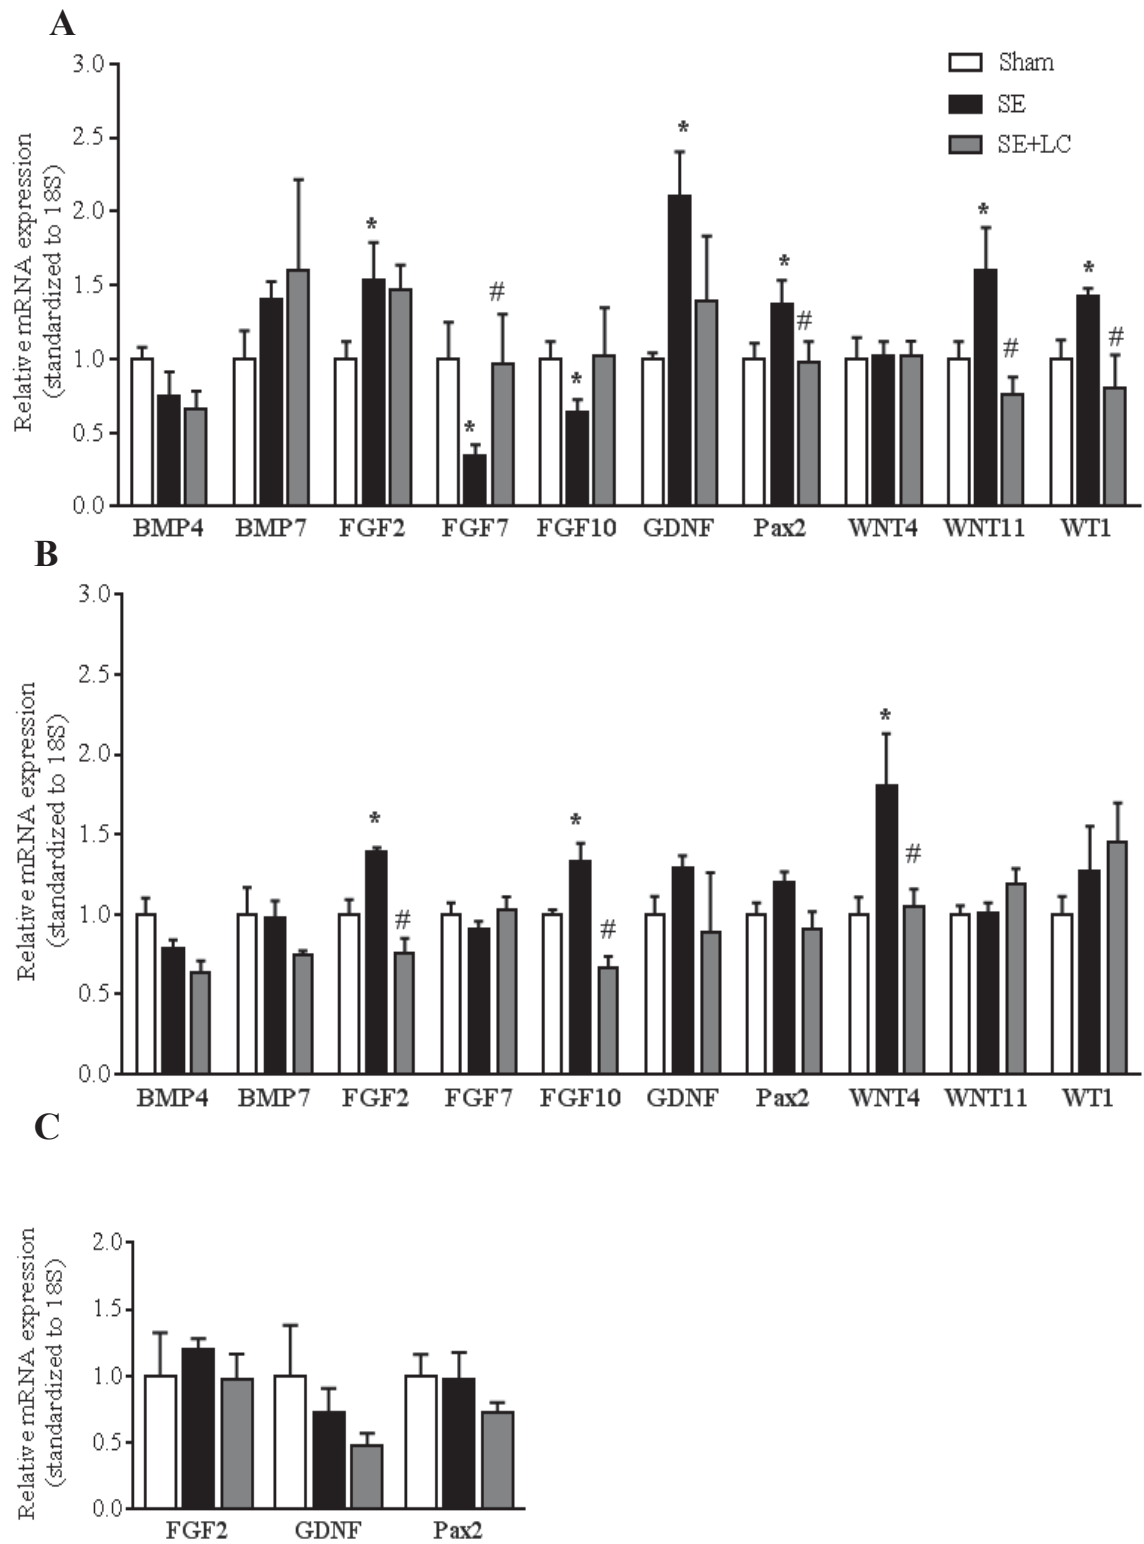 A
3.0
2.5
2.0
1.5
1.0
0.5
0.0
Relative mRNA expression
(standardized to 18S)
Sham
SE
SE+LC
*
*
*
#
*
*
*
#
*
#
*
#
BMP4 BMP7 FGF2 FGF7 FGF10 GDNF Pax2 WNT4 WNT11 WT1
B
3.0
2.5
2.0
1.5
1.0
0.5
0.0
Relative mRNA expression
(standardized to 18S)
*
#
*
#
*
#
BMP4 BMP7 FGF2 FGF7 FGF10 GDNF Pax2 WNT4 WNT11 WT1
C
2.0
1.5
1.0
0.5
0.0
Relative mRNA expression
(standardized to 18S)
FGF2 GDNF Pax2